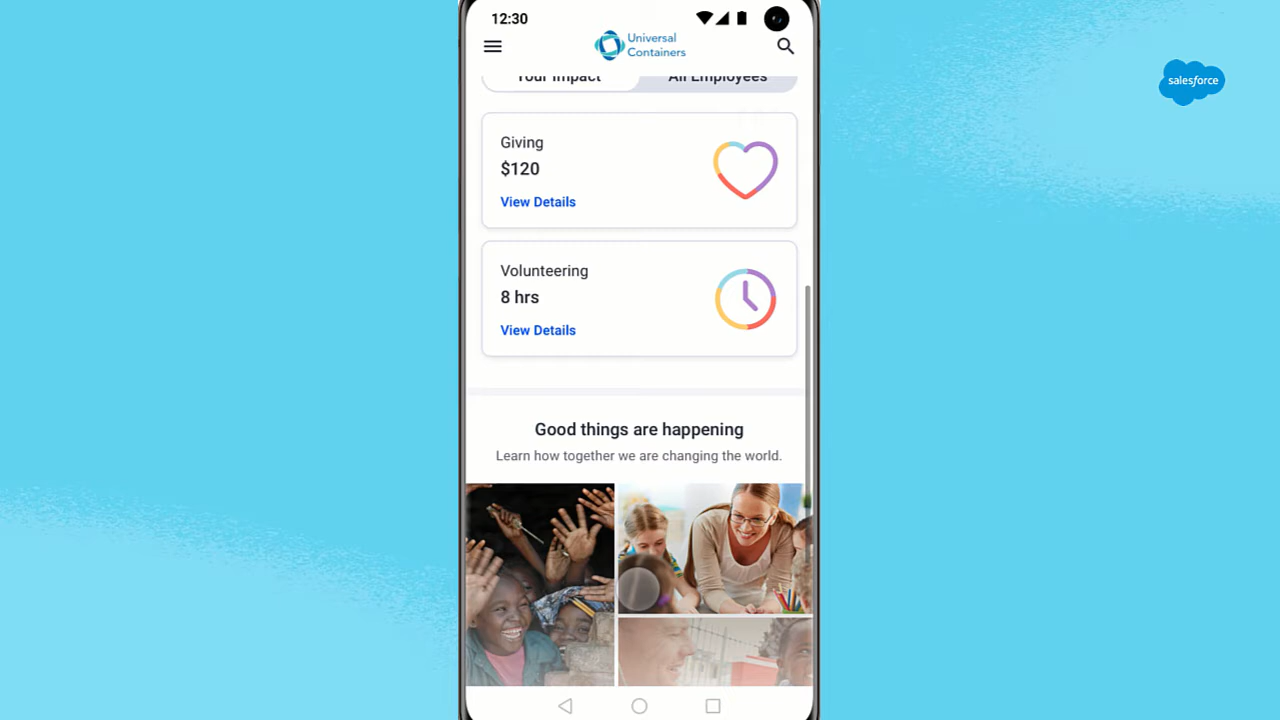 12:30
Universal
Containers
salesforce
Your Impact
All Employees
Giving
$120
View Details
Volunteering
8 hrs
View Details
Good things are happening
Learn how together we are changing the world.